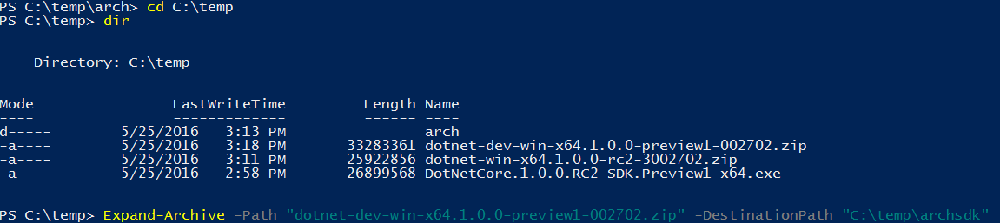 PS C:\temp\arch> cd C:\temp
PS C:\temp> dir
Directory: C:\temp
Mode LastWriteTime Length Name
---- ------------- ------ ----
d----- 5/25/2016 3:13 PM arch
-a---- 5/25/2016 3:18 PM 33283361 dotnet-dev-win-x64.1.0.0-preview1-002702.zip
-a---- 5/25/2016 3:11 PM 25922856 dotnet-win-x64.1.0.0-rc2-3002702.zip
-a---- 5/25/2016 2:58 PM 26899568 DotNetCore.1.0.0.RC2-SDK.Preview1-x64.exe
PS C:\temp> Expand-Archive -Path "dotnet-dev-win-x64.1.0.0-preview1-002702.zip" -DestinationPath "C:\temp\archsdk"